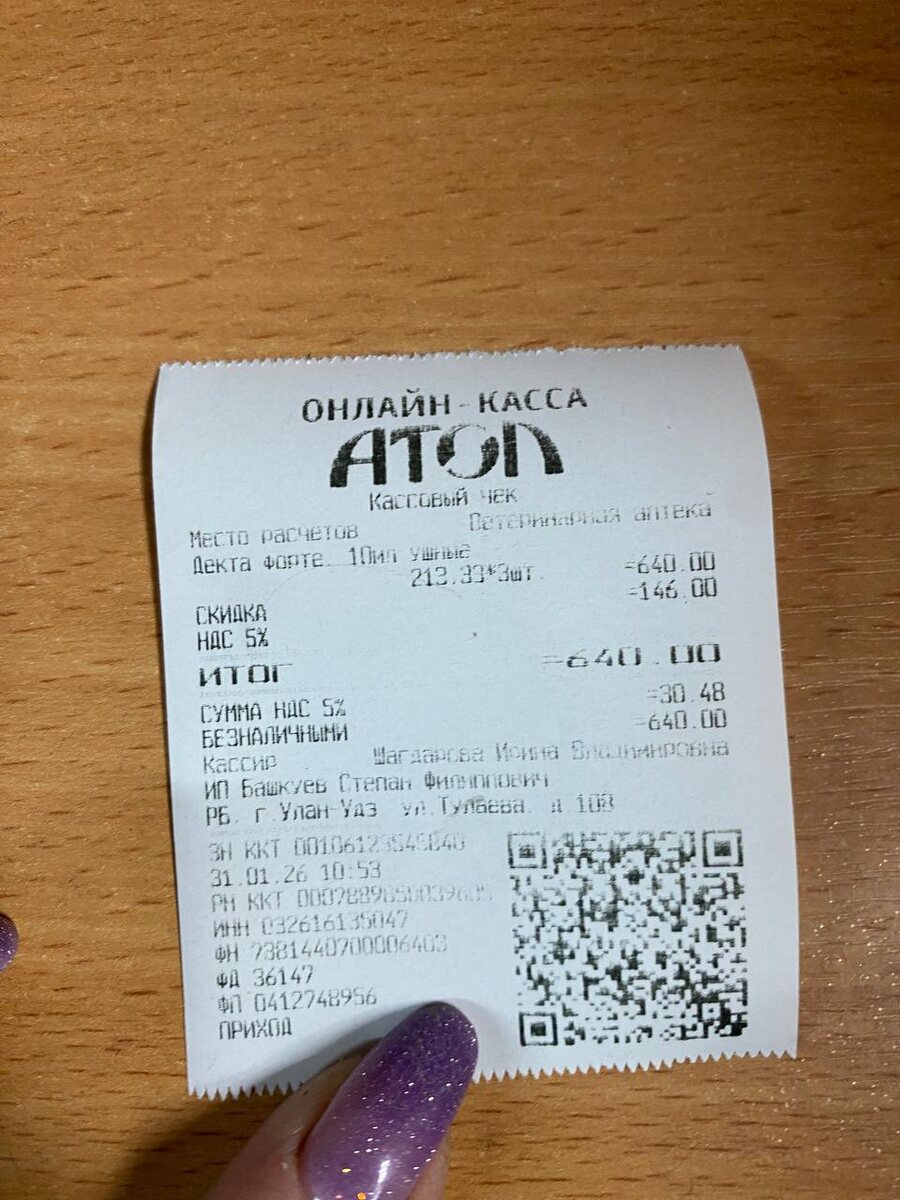 ОНЛАЙН-КАССА
АТОЛ
Кассовый чек
Место расчетов Ветеринарная аптека
Декта форте. 10мл ушные
213.33*3шт. =640.00
СКИДКА =146.00
НДС 5%
ИТОГ =640.00
СУММА НДС 5% =30.48
БЕЗНАЛИЧНЫМИ =640.00
Кассир Шагдарова Ирина Владимировна
ИП Башкуев Степан Филиппович
РБ, г.Улан-Удэ ул.Тулаева, д.108
ЗН ККТ
31.01.26 10:53
РН ККТ
ИНН 032616135047
ФН 7381440700006403
ФД 36147
ФП 0412748956
ПРИХОД